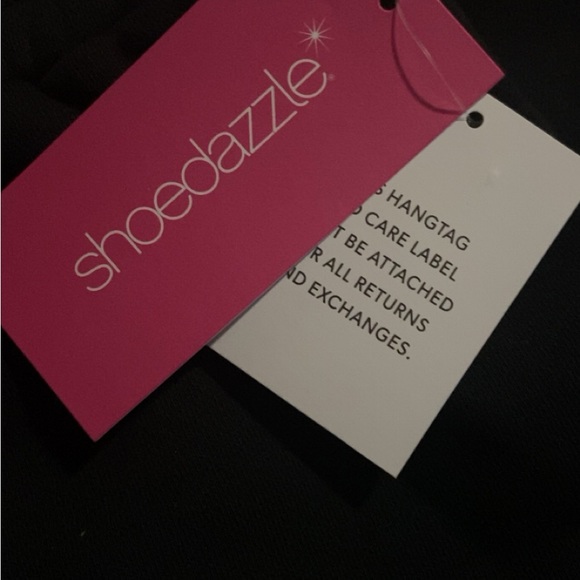 shoedazzle
HANGTAG
CARE LABEL
BE ATTACHED
ALL RETURNS
EXCHANGES.